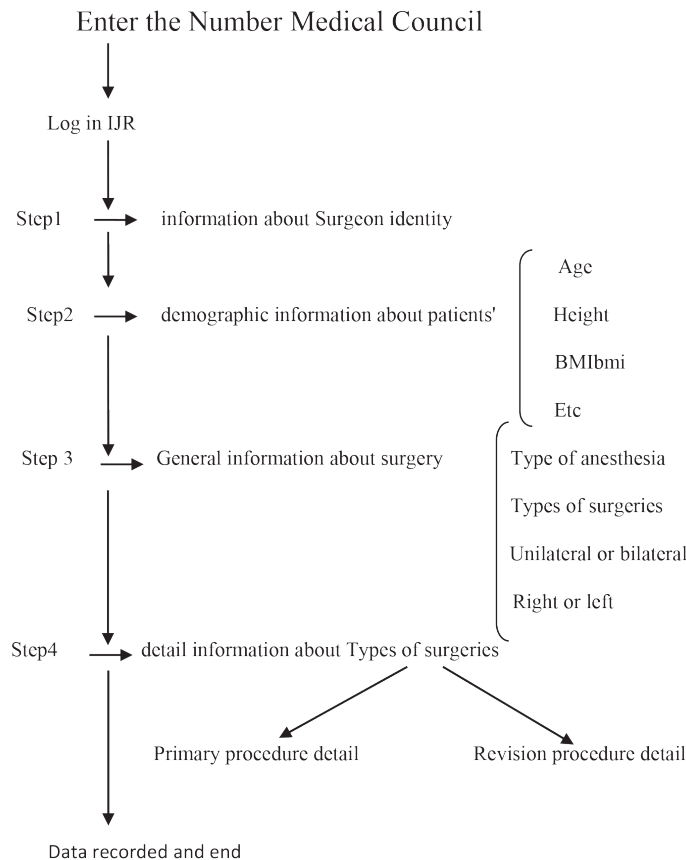 Enter the Number Medical Council
Log in IJR
Step1
information about Surgeon identity
Step2
demographic information about patients'
Age
Height
BMIbmi
Etc
Step 3
General information about surgery
Type of anesthesia
Types of surgeries
Unilateral or bilateral
Right or left
Step4
detail information about Types of surgeries
Primary procedure detail
Revision procedure detail
Data recorded and end